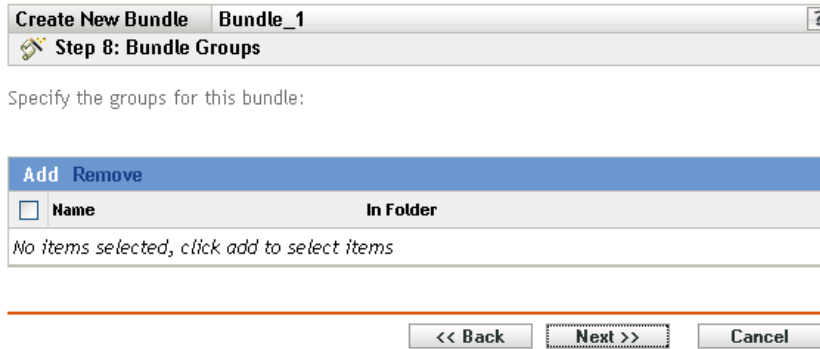 Create New Bundle Bundle_1 ?
Step 8: Bundle Groups
Specify the groups for this bundle:
Add Remove
Name In Folder
No items selected, click add to select items
<< Back Next >> Cancel